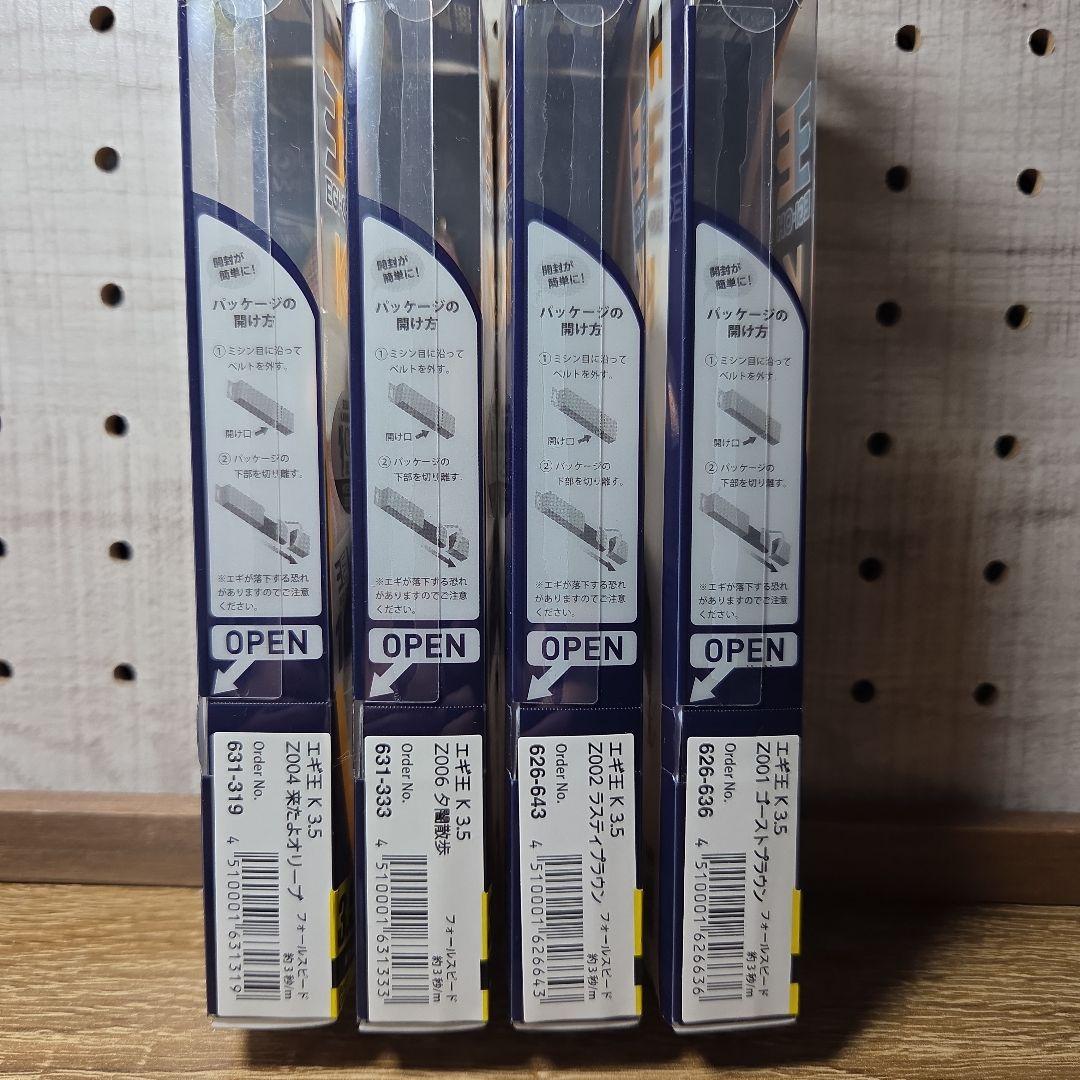 開封が
簡単に!
パッケージの
開け方
①ミシン目に沿って
ベルトを外す。
開け口
②パッケージの
下部を切り離す。
※エギが落下する恐れ
がありますのでご注意
ください。
OPEN
エギ王 K 3.5
Z004 来たよオリーブ
フォールスピード
約3秒/m
Order No.
631-319
4 510001 631319
開封が
簡単に!
パッケージの
開け方
①ミシン目に沿って
ベルトを外す。
開け口
②パッケージの
下部を切り離す。
※エギが落下する恐れ
がありますのでご注意
ください。
OPEN
エギ王 K 3.5
Z006 夕闇散歩
フォールスピード
約3秒/m
Order No.
631-333
4 510001 631333
開封が
簡単に!
パッケージの
開け方
①ミシン目に沿って
ベルトを外す。
開け口
②パッケージの
下部を切り離す。
※エギが落下する恐れ
がありますのでご注意
ください。
OPEN
エギ王 K 3.5
Z002 ラスティブラウン
フォールスピード
約3秒/m
Order No.
626-643
4 510001 626643
開封が
簡単に!
パッケージの
開け方
①ミシン目に沿って
ベルトを外す。
開け口
②パッケージの
下部を切り離す。
※エギが落下する恐れ
がありますのでご注意
ください。
OPEN
エギ王 K 3.5
Z001 ゴーストブラウン
フォールスピード
約3秒/m
Order No.
626-636
4 510001 626636